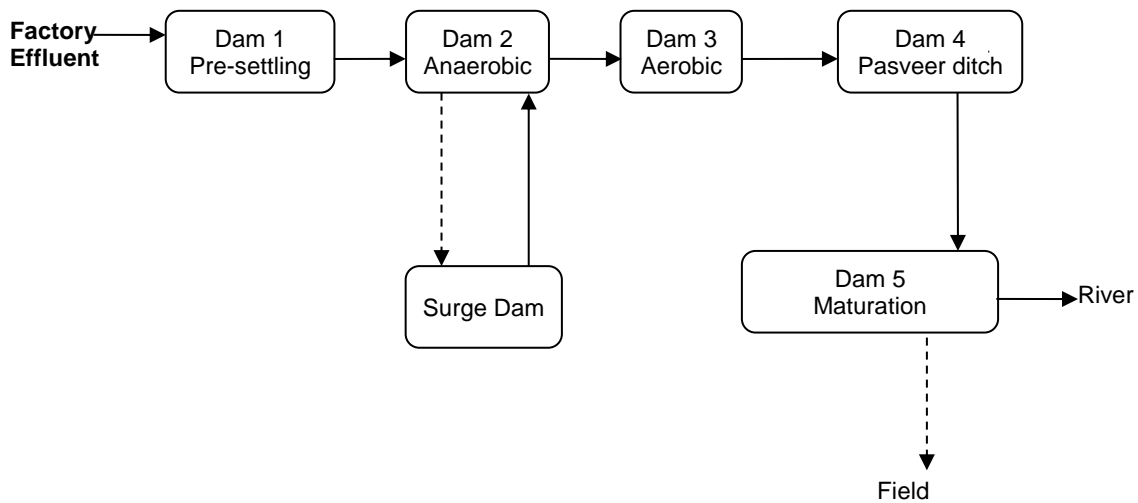 Factory
Effluent
Dam 1
Pre-settling
Dam 2
Anaerobic
Dam 3
Aerobic
Dam 4
Pasveer ditch
Surge Dam
Dam 5
Maturation
River
Field